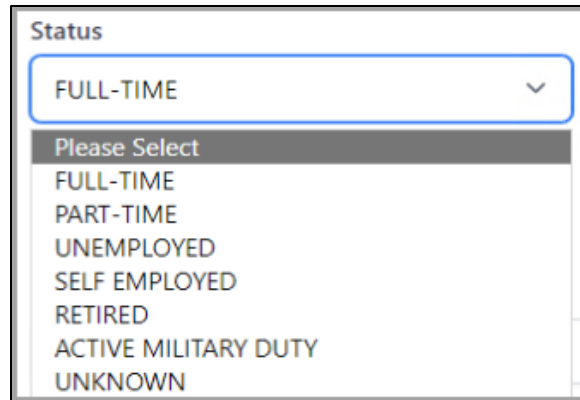 Status
FULL-TIME
Please Select
FULL-TIME
PART-TIME
UNEMPLOYED
SELF EMPLOYED
RETIRED
ACTIVE MILITARY DUTY
UNKNOWN